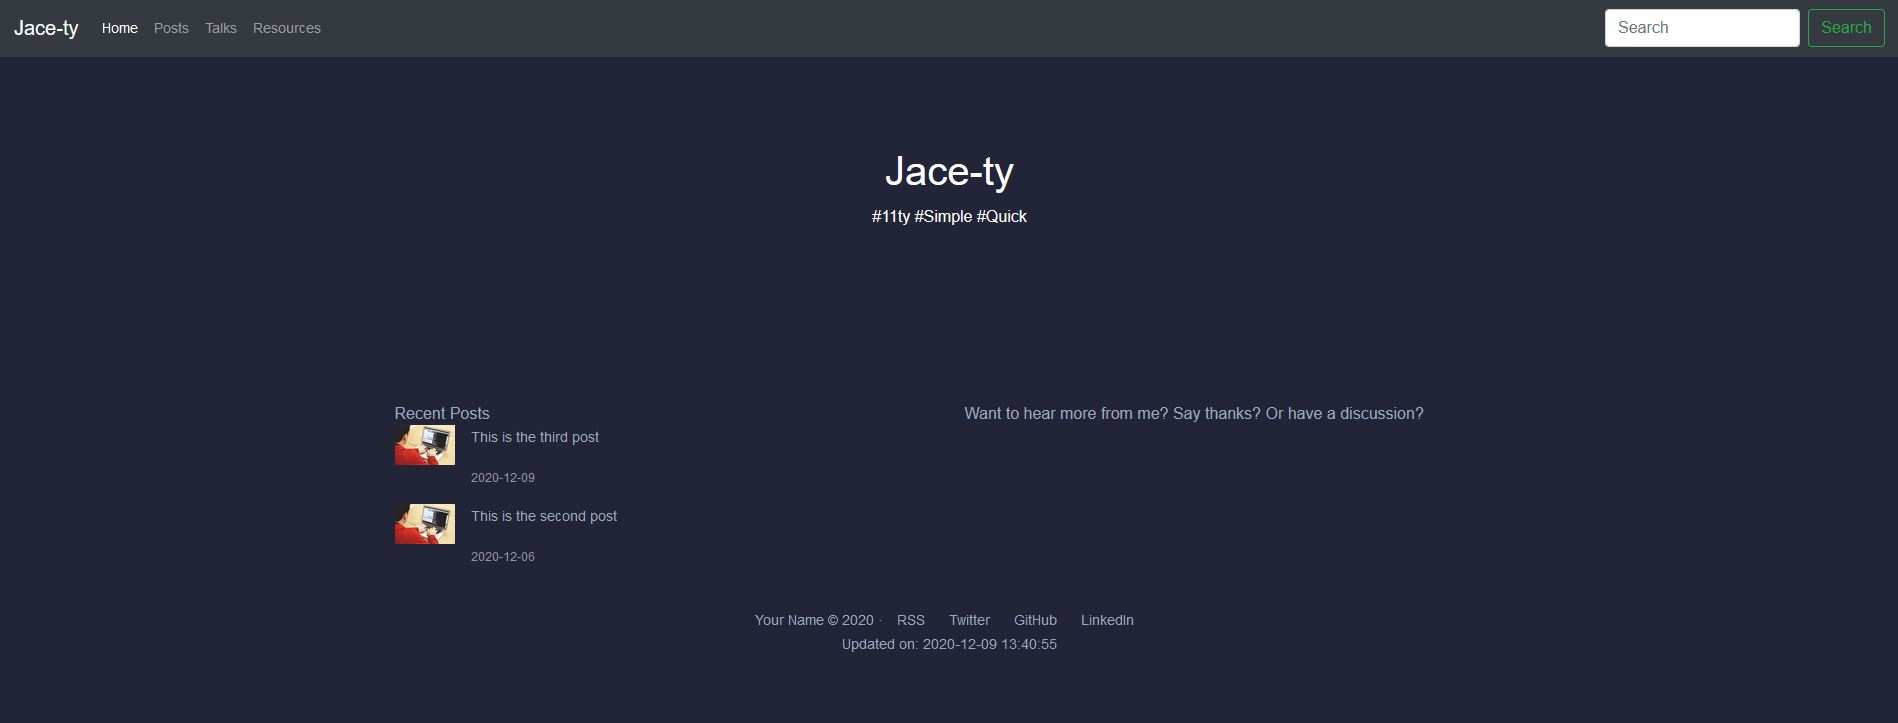 Jace-ty Home Posts Talks Resources Search Search
Jace-ty
#11ty #Simple #Quick
Recent Posts
This is the third post
2020-12-09
This is the second post
2020-12-06
Want to hear more from me? Say thanks? Or have a discussion?
Your Name © 2020 · RSS Twitter GitHub LinkedIn
Updated on: 2020-12-09 13:40:55